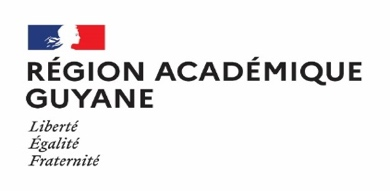 RÉGION ACADÉMIQUE
GUYANE
Liberté
Égalité
Fraternité